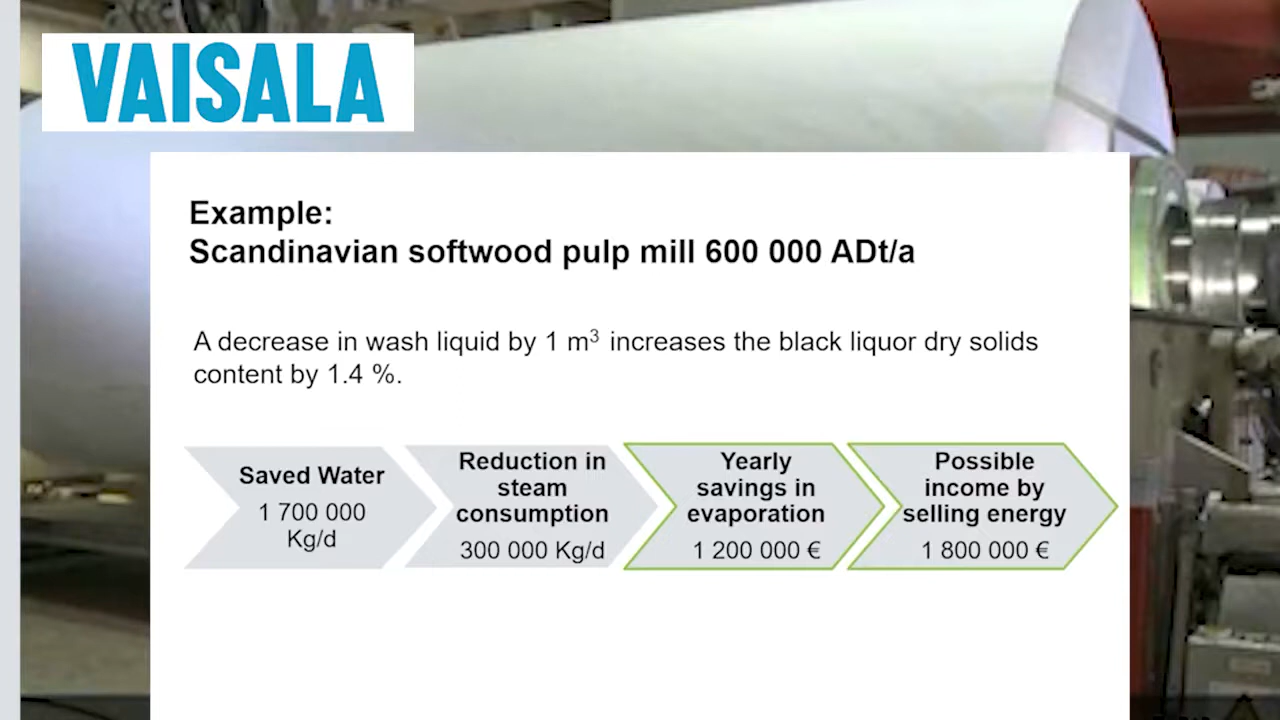 VAISALA
Example:
Scandinavian softwood pulp mill 600 000 ADt/a
A decrease in wash liquid by 1 m³ increases the black liquor dry solids
content by 1.4 %.
Saved Water
1 700 000
Kg/d
Reduction in
steam
consumption
300 000 Kg/d
Yearly
savings in
evaporation
1 200 000 €
Possible
income by
selling energy
1 800 000 €